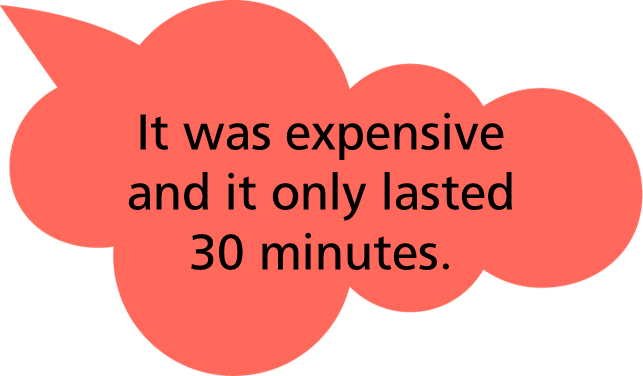 It was expensive
and it only lasted
30 minutes.